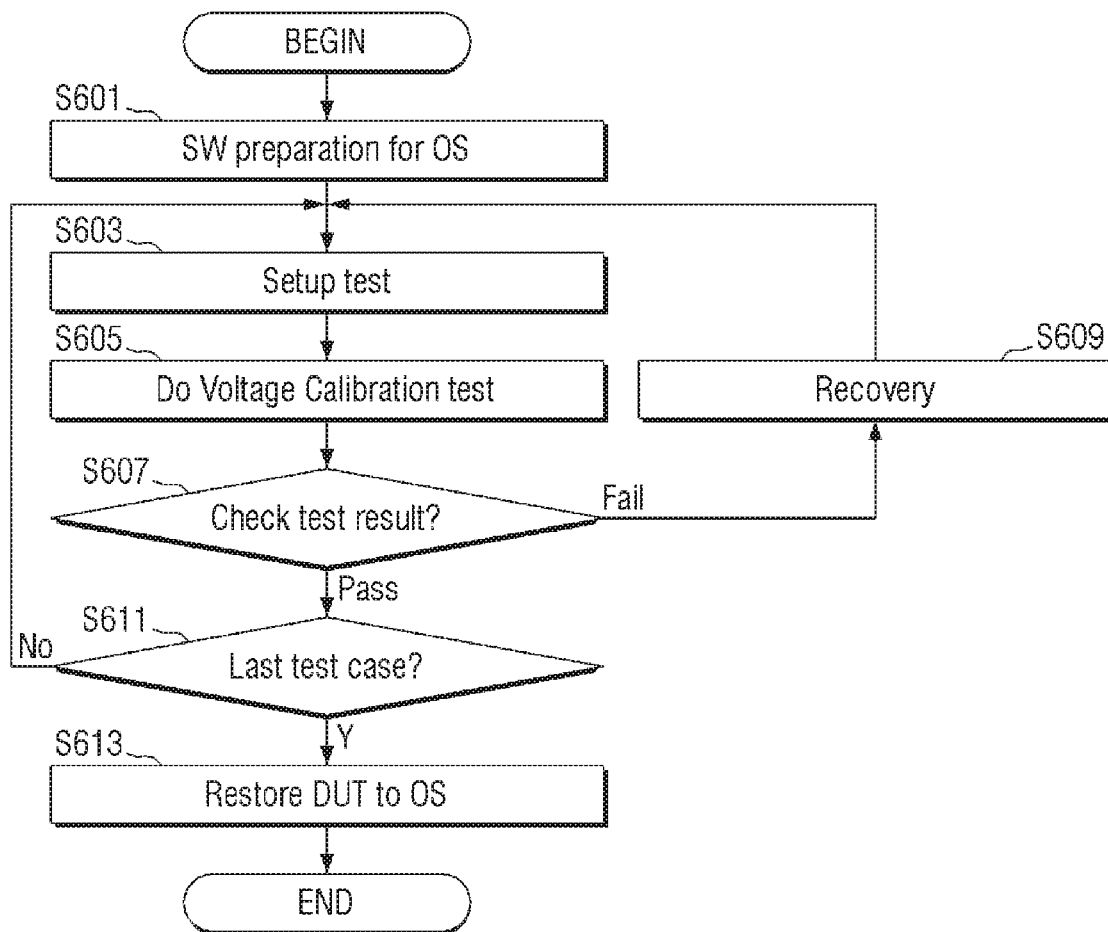 BEGIN
S601
SW preparation for OS
S603
Setup test
S605
Do Voltage Calibration test
S609
Recovery
S607
Check test result?
Fail
Pass
S611
No
Last test case?
Y
S613
Restore DUT to OS
END